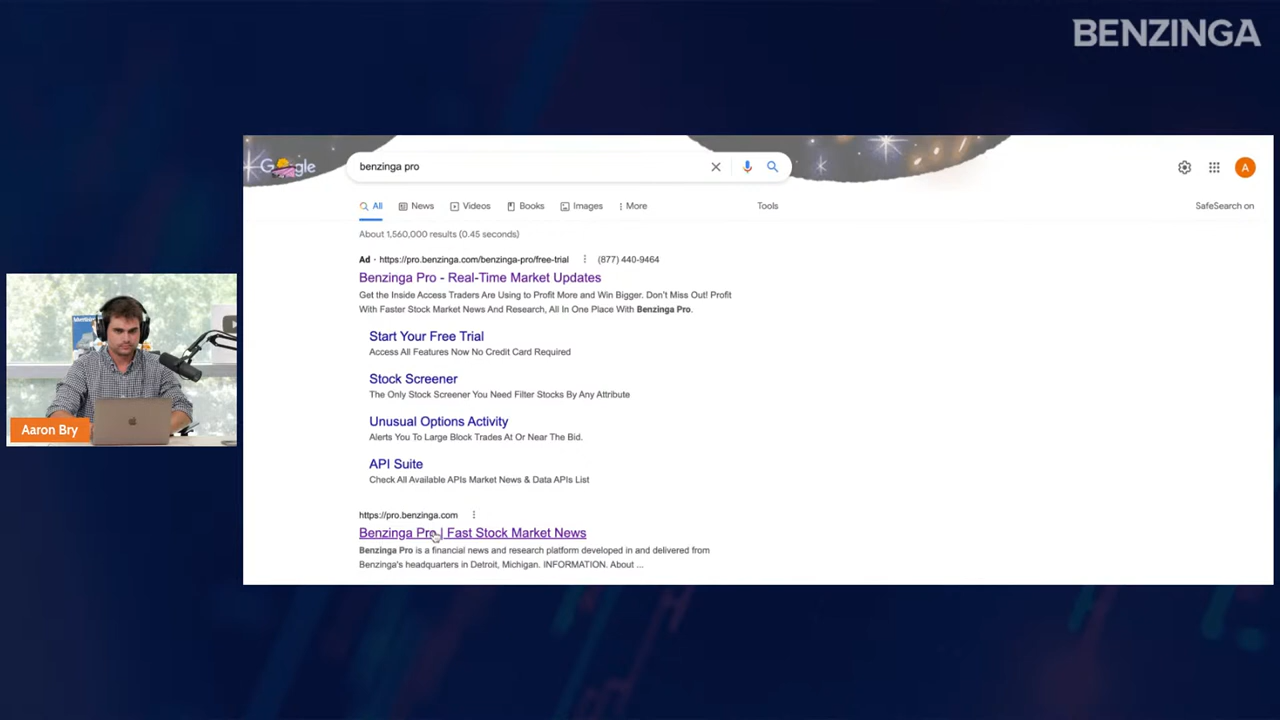 BENZINGA
Google
benzinga pro
A
All
News
Videos
Books
Images
More
Tools
SafeSearch on
About 1,560,000 results (0.45 seconds)
Ad · https://pro.benzinga.com/benzinga-pro/free-trial (877) 440-9464
Benzinga Pro - Real-Time Market Updates
Get the Inside Access Traders Are Using to Profit More and Win Bigger. Don't Miss Out! Profit
With Faster Stock Market News And Research, All In One Place With Benzinga Pro.
Start Your Free Trial
Access All Features Now No Credit Card Required
Stock Screener
The Only Stock Screener You Need Filter Stocks By Any Attribute
Unusual Options Activity
Alerts You To Large Block Trades At Or Near The Bid.
API Suite
Check All Available APIs Market News & Data APIs List
https://pro.benzinga.com
Benzinga Pro | Fast Stock Market News
Benzinga Pro is a financial news and research platform developed in and delivered from
Benzinga's headquarters in Detroit, Michigan. INFORMATION. About ...
Aaron Bry